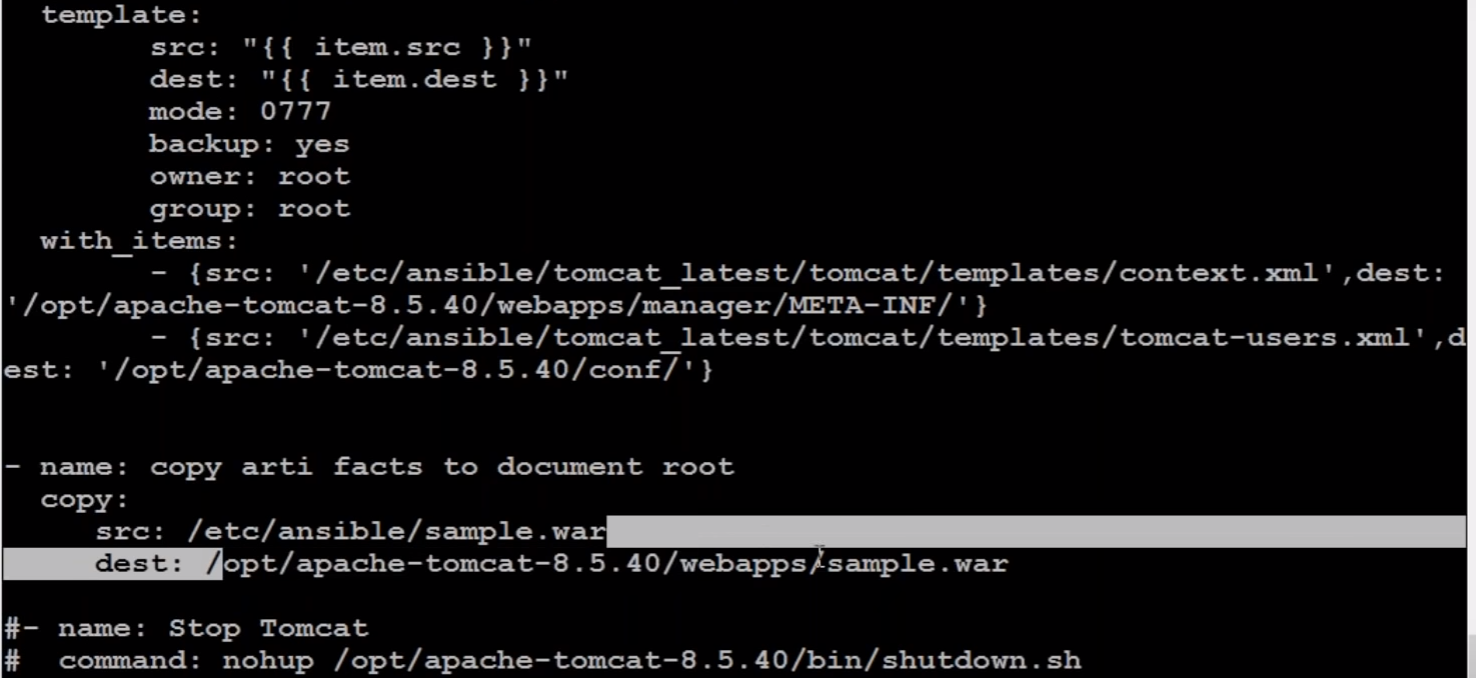 template:
src: "{{ item.src }}"
dest: "{{ item.dest }}"
mode: 0777
backup: yes
owner: root
group: root
with_items:
- {src: '/etc/ansible/tomcat_latest/tomcat/templates/context.xml',dest:
'/opt/apache-tomcat-8.5.40/webapps/manager/META-INF/'}
- {src: '/etc/ansible/tomcat_latest/tomcat/templates/tomcat-users.xml',d
est: '/opt/apache-tomcat-8.5.40/conf/'}
- name: copy arti facts to document root
copy:
src: /etc/ansible/sample.war
dest: /opt/apache-tomcat-8.5.40/webapps/sample.war
#- name: Stop Tomcat
#  command: nohup /opt/apache-tomcat-8.5.40/bin/shutdown.sh